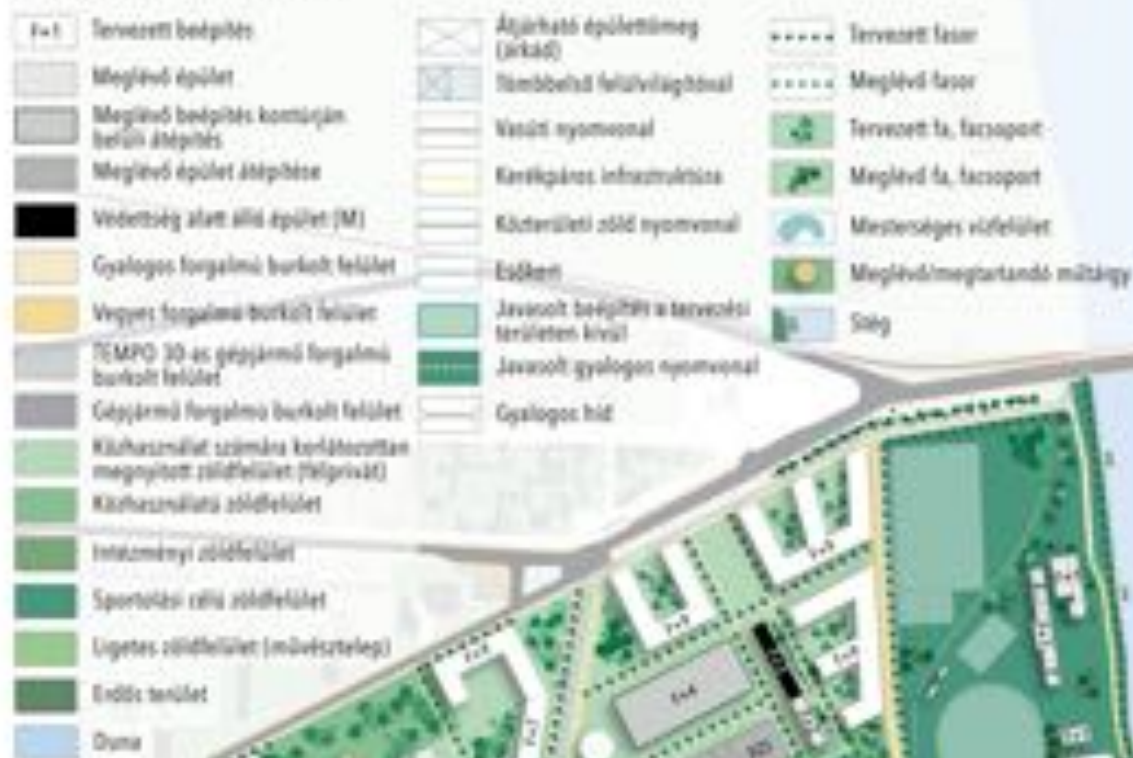 F+1
Tervezett beépítés
Meglévő épület
Meglévő beépítés kontúrján
belüli átépítés
Meglévő épület átépítése
Védettség alatt álló épület (M)
Gyalogos forgalmú burkolt felület
Vegyes forgalmú burkolt felület
TEMPO 30-as gépjármű forgalmú
burkolt felület
Gépjármű forgalmú burkolt felület
Közhasználat számára korlátozottan
megnyitott zöldfelület (félprivát)
Közhasználatú zöldfelület
Intézményi zöldfelület
Sportolási célú zöldfelület
Ligetes zöldfelület (művésztelep)
Erdős terület
Duna
Átjárható épülettömeg
(árkád)
Tömbbelső felülvilágítóval
Vasúti nyomvonal
Kerékpáros infrastruktúra
Közterületi zöld nyomvonal
Esőkert
Javasolt beépítés a tervezési
területen kívül
Javasolt gyalogos nyomvonal
Gyalogos híd
Tervezett fasor
Meglévő fasor
Tervezett fa, facsoport
Meglévő fa, facsoport
Mesterséges vízfelület
Meglévő/megtartandó műtárgy
Stég
F+4